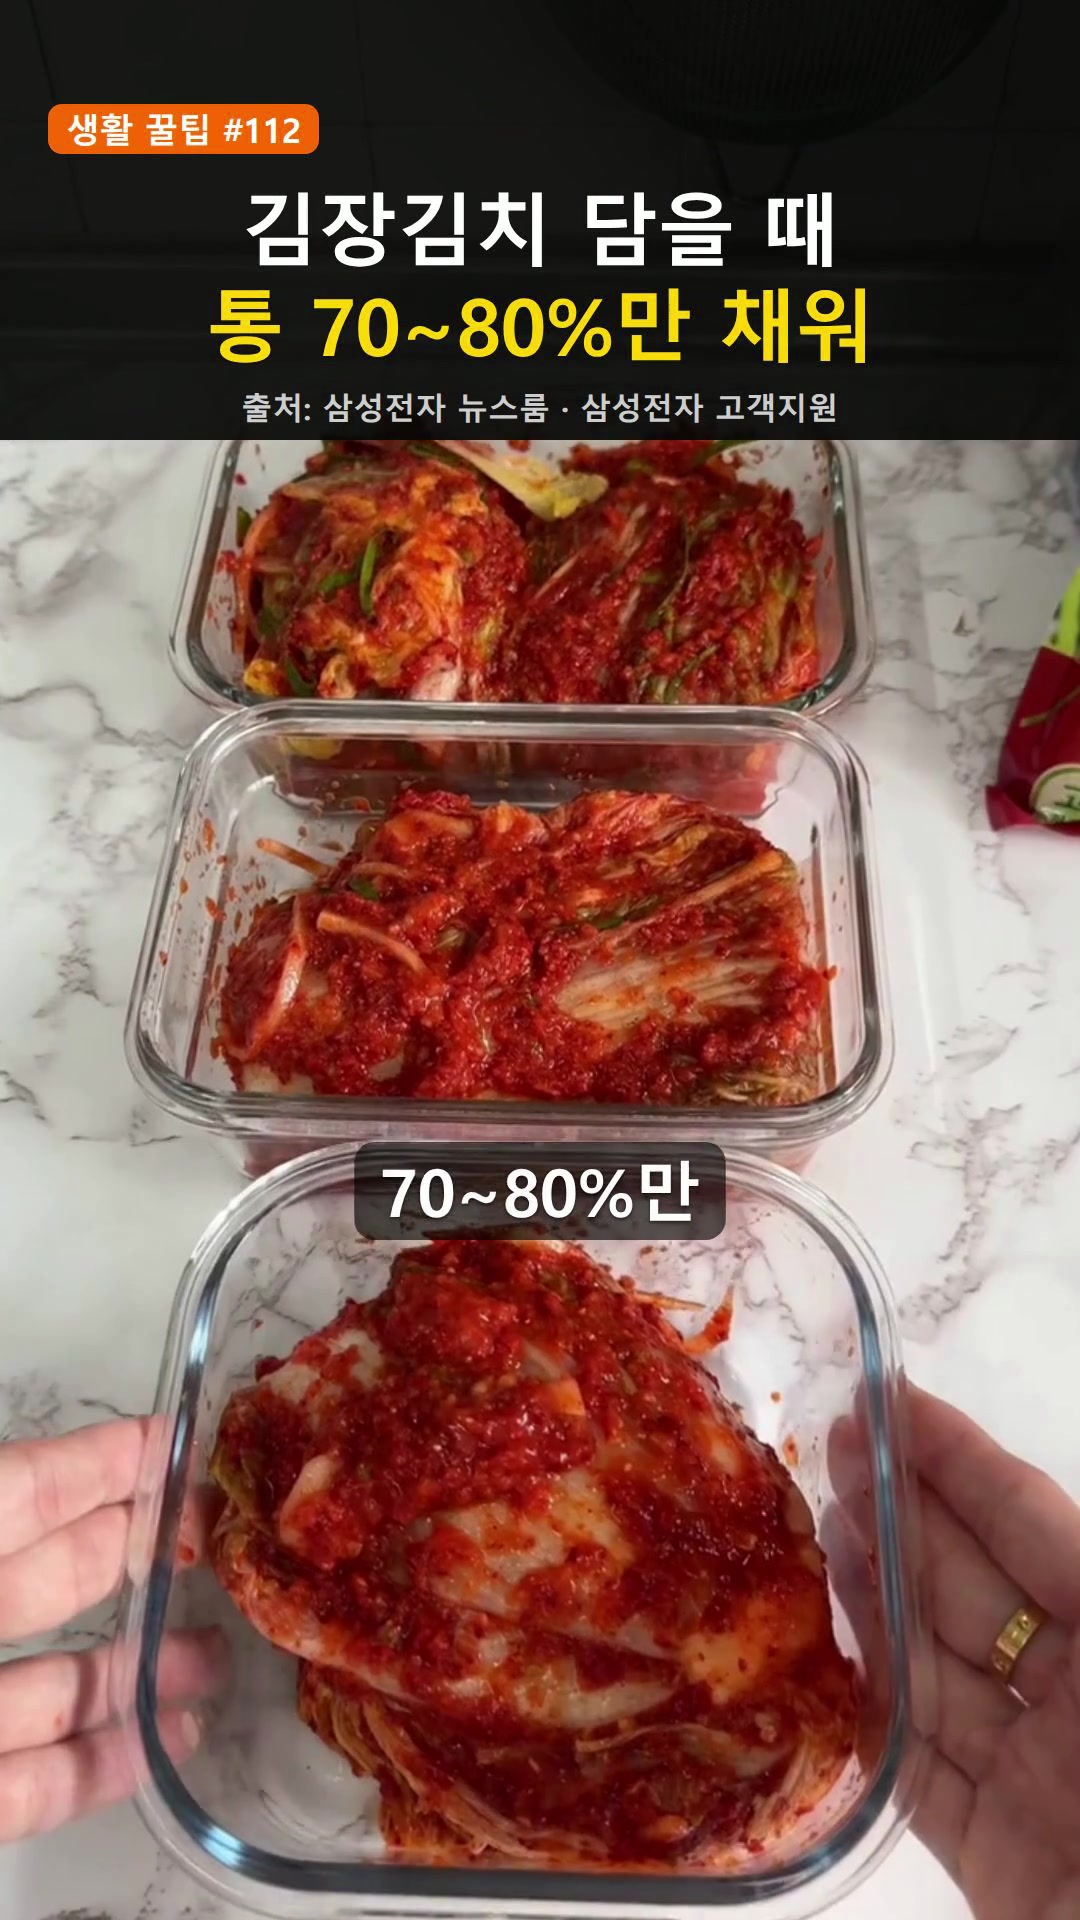 생활 꿀팁 #112
김장김치 담을 때
통 70~80%만 채워
출처: 삼성전자 뉴스룸 · 삼성전자 고객지원
70~80%만